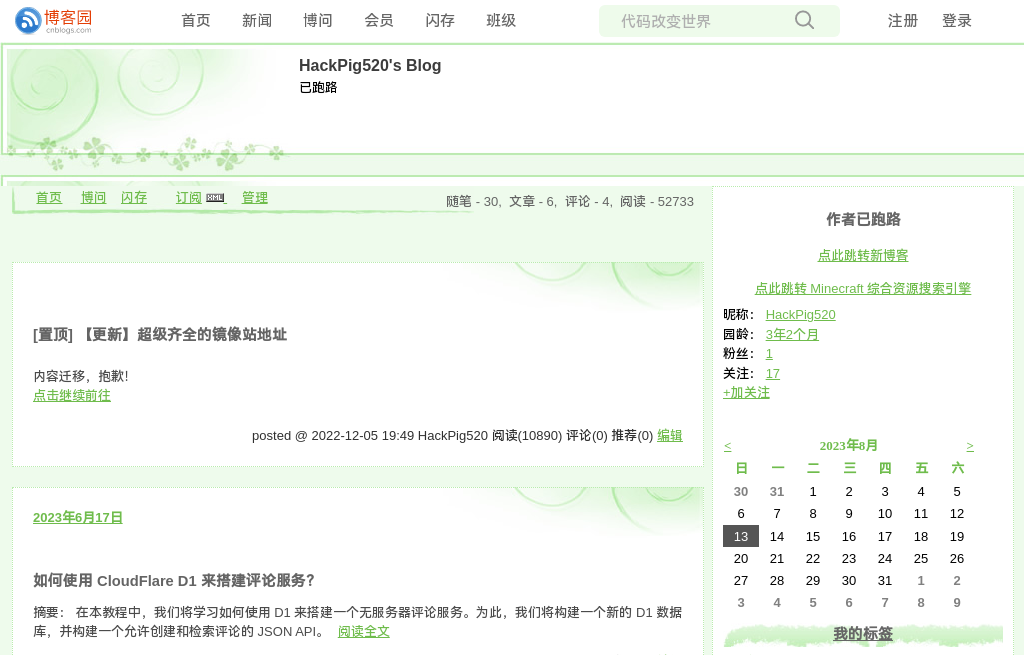 博客园
cnblogs.com
首页 新闻 博问 会员 闪存 班级
代码改变世界
注册 登录
HackPig520's Blog
已跑路
首页 博问 闪存 订阅 XML 管理
随笔 - 30, 文章 - 6, 评论 - 4, 阅读 - 52733
[置顶] 【更新】超级齐全的镜像站地址
内容迁移，抱歉！
点击继续前往
posted @ 2022-12-05 19:49 HackPig520 阅读(10890) 评论(0) 推荐(0) 编辑
2023年6月17日
如何使用 CloudFlare D1 来搭建评论服务？
摘要： 在本教程中，我们将学习如何使用 D1 来搭建一个无服务器评论服务。为此，我们将构建一个新的 D1 数据
库，并构建一个允许创建和检索评论的 JSON API。 阅读全文
作者已跑路
点此跳转新博客
点此跳转 Minecraft 综合资源搜索引擎
昵称： HackPig520
园龄： 3年2个月
粉丝： 1
关注： 17
+加关注
< 2023年8月 >
日 一 二 三 四 五 六
30 31 1 2 3 4 5
6 7 8 9 10 11 12
13 14 15 16 17 18 19
20 21 22 23 24 25 26
27 28 29 30 31 1 2
3 4 5 6 7 8 9
我的标签